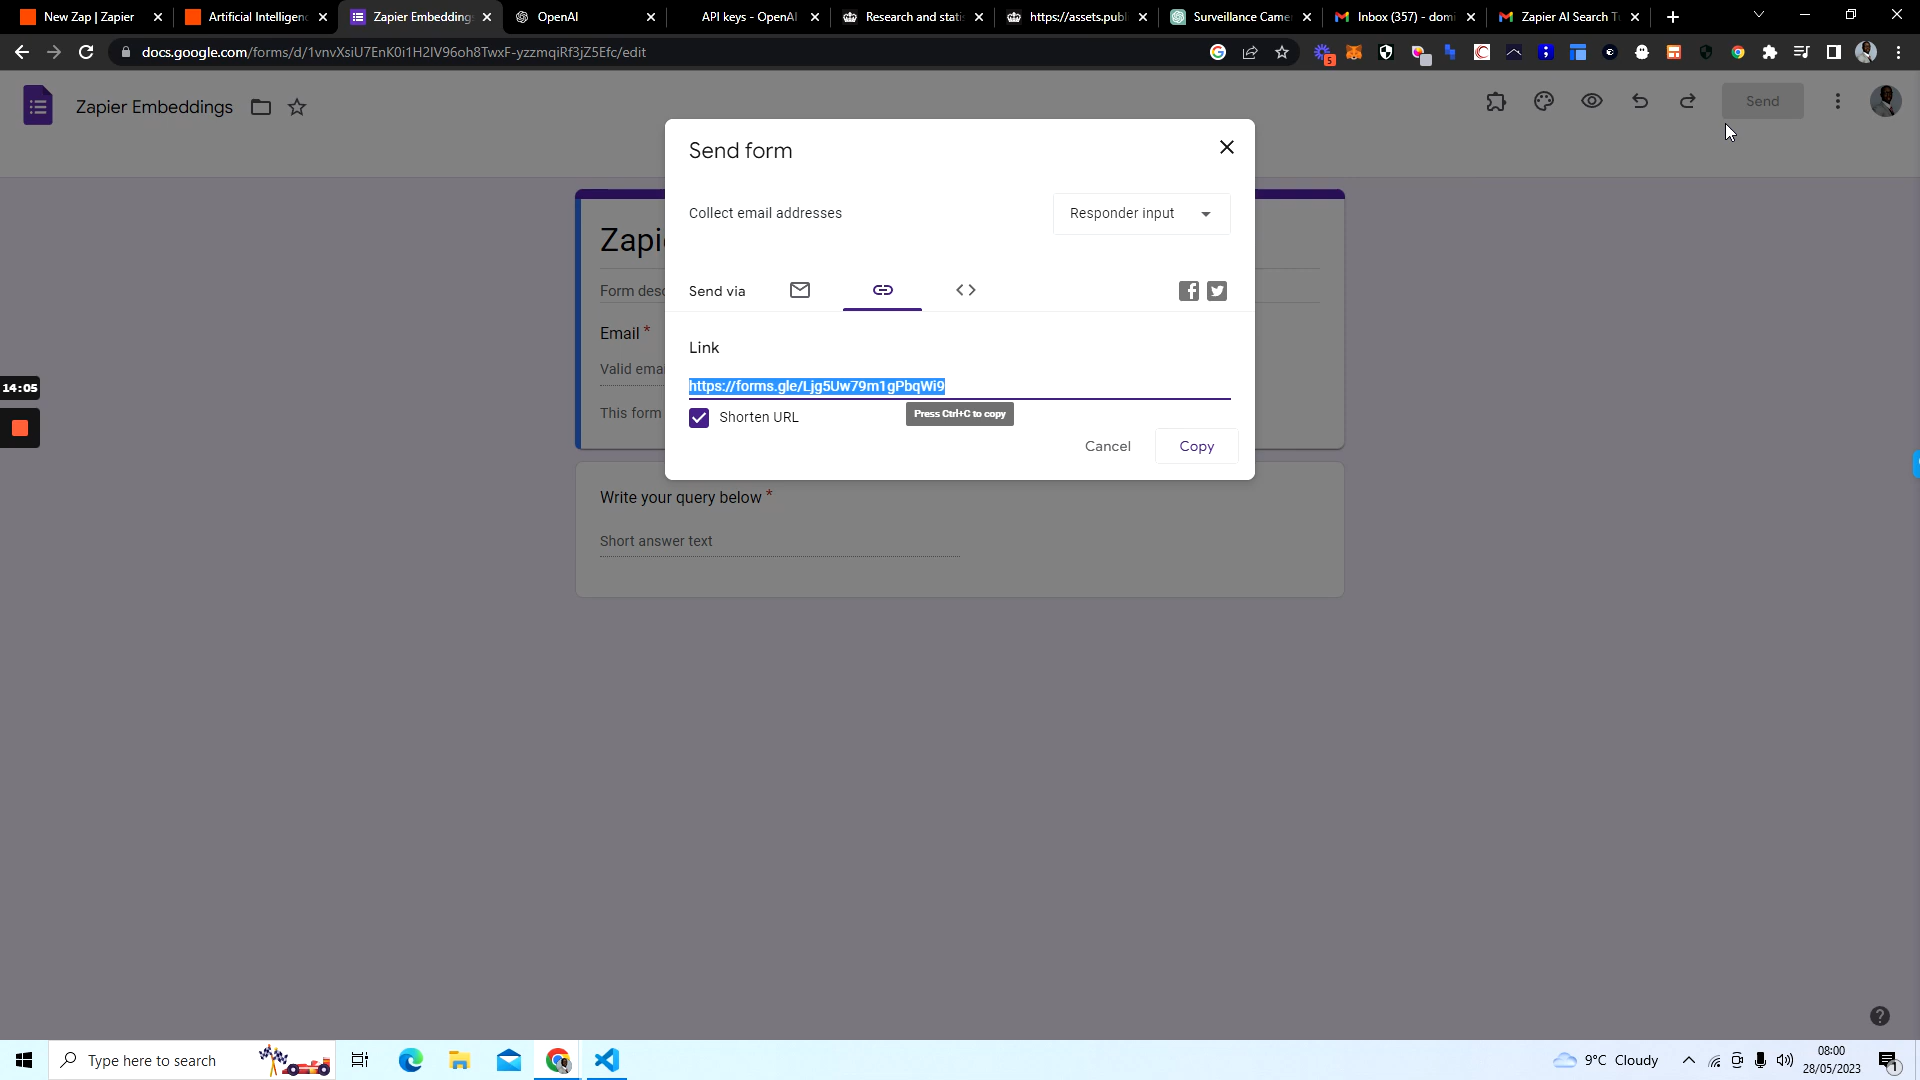 New Zap | Zapier
Artificial Intelligen
Zapier Embedding
OpenAI
API keys - OpenAI
Research and stati
https://assets.publ
Surveillance Came
Inbox (357) - domi
Zapier AI Search T
docs.google.com/forms/d/1vnvXsiU7EnK0i1H2IV96oh8TwxF-yzzmqiRf3jZ5Efc/edit
5
Zapier Embeddings
Send
Send form
Collect email addresses
Responder input
Zapi
Form desc
Send via
Email *
Link
Valid emai
https://forms.gle/Ljg5Uw79m1gPbqWi9
14:05
Press Ctrl+C to copy
This form
Shorten URL
Cancel
Copy
Write your query below *
Short answer text
Type here to search
9°C Cloudy
08:00
28/05/2023
1